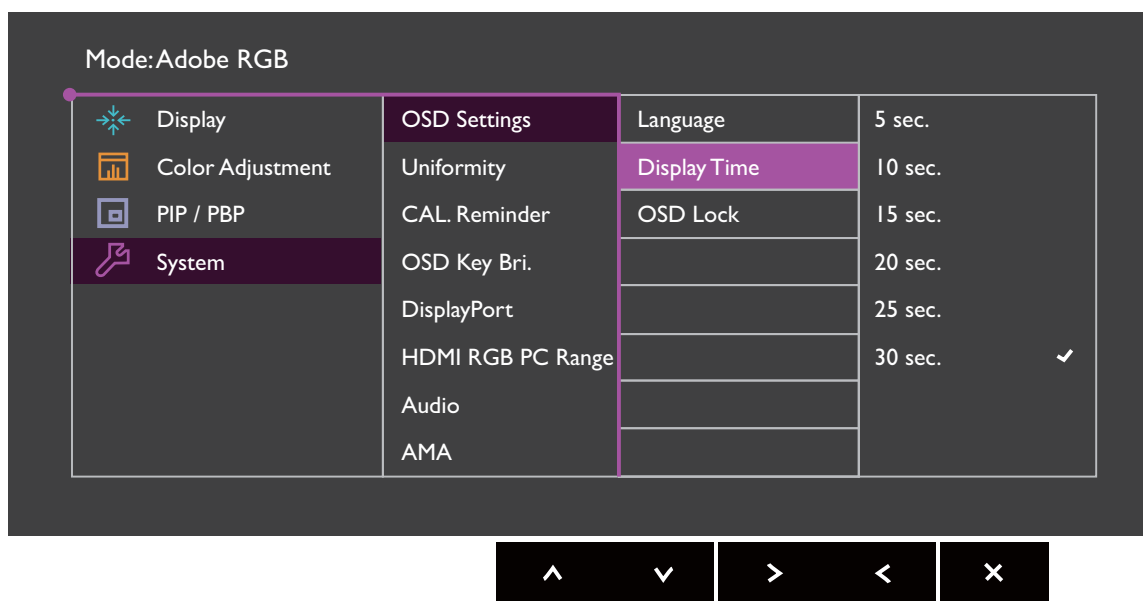 Mode: Adobe RGB
Display
Color Adjustment
PIP / PBP
System
OSD Settings
Uniformity
CAL. Reminder
OSD Key Bri.
DisplayPort
HDMI RGB PC Range
Audio
AMA
Language
Display Time
OSD Lock
5 sec.
10 sec.
15 sec.
20 sec.
25 sec.
30 sec.